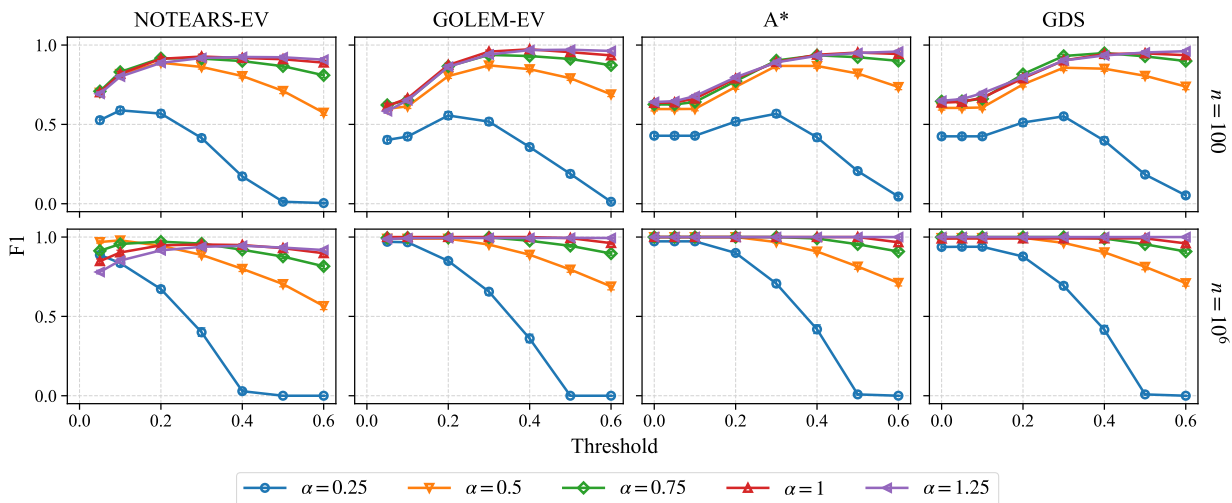 NOTEARS-EV GOLEM-EV A* GDS
1.0
0.5
0.0
n = 100
1.0
0.5
0.0
n = 10⁶
F1
0.0 0.2 0.4 0.6 0.0 0.2 0.4 0.6 0.0 0.2 0.4 0.6 0.0 0.2 0.4 0.6
Threshold
α = 0.25 α = 0.5 α = 0.75 α = 1 α = 1.25